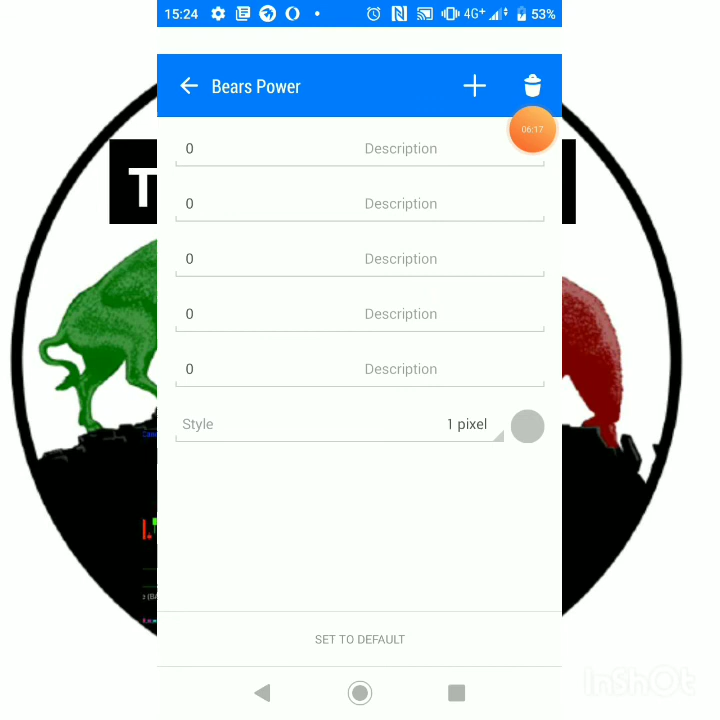 15:24 4G+ 53%
Bears Power
06:17
T
0 Description
0 Description
0 Description
0 Description
0 Description
Style 1 pixel
SET TO DEFAULT
InShOt